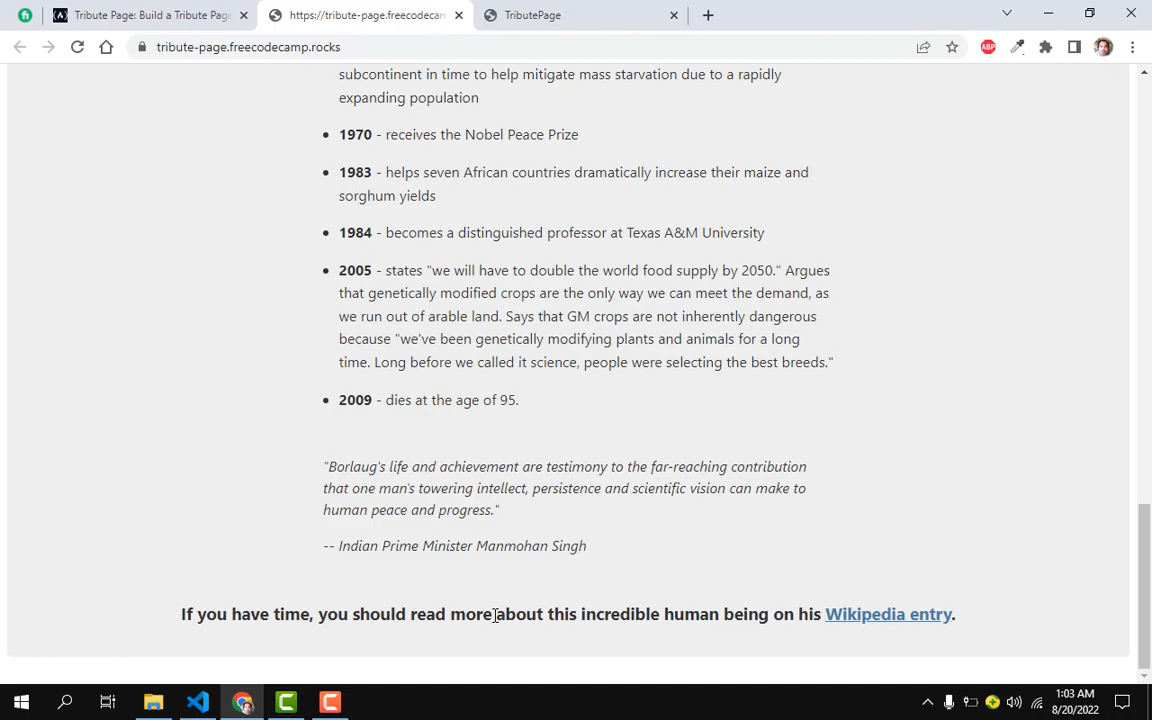 Tribute Page: Build a Tribute Page
https://tribute-page.freecodecam
TributePage
tribute-page.freecodecamp.rocks
ABP
subcontinent in time to help mitigate mass starvation due to a rapidly
expanding population
1970 - receives the Nobel Peace Prize
1983 - helps seven African countries dramatically increase their maize and
sorghum yields
1984 - becomes a distinguished professor at Texas A&M University
2005 - states "we will have to double the world food supply by 2050." Argues
that genetically modified crops are the only way we can meet the demand, as
we run out of arable land. Says that GM crops are not inherently dangerous
because "we've been genetically modifying plants and animals for a long
time. Long before we called it science, people were selecting the best breeds."
2009 - dies at the age of 95.
"Borlaug's life and achievement are testimony to the far-reaching contribution
that one man's towering intellect, persistence and scientific vision can make to
human peace and progress."
-- Indian Prime Minister Manmohan Singh
If you have time, you should read more about this incredible human being on his Wikipedia entry.
1:03 AM
8/20/2022